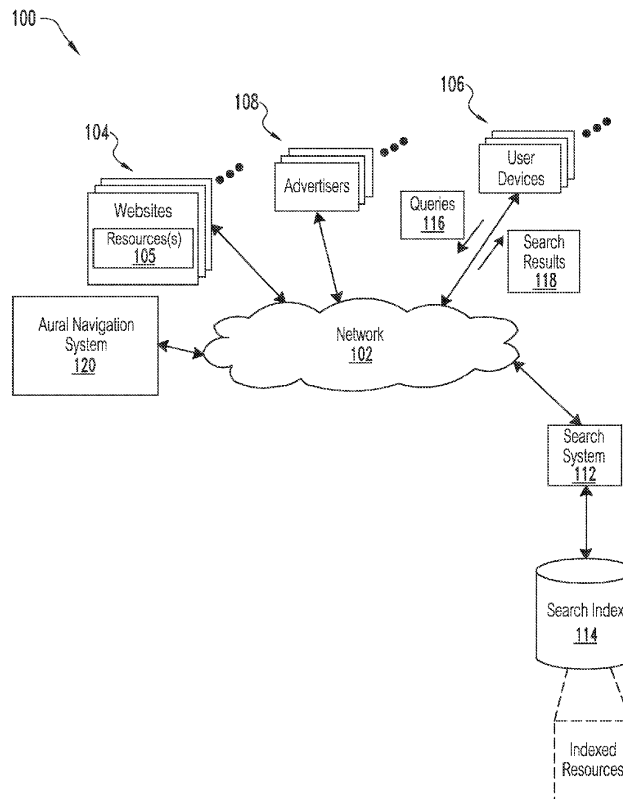 100
108
106
104
User
Devices
Advertisers
Queries
116
Websites
Resources(s)
105
Search
Results
118
Aural Navigation
System
120
Network
102
Search
System
112
Search Index
114
Indexed
Resources